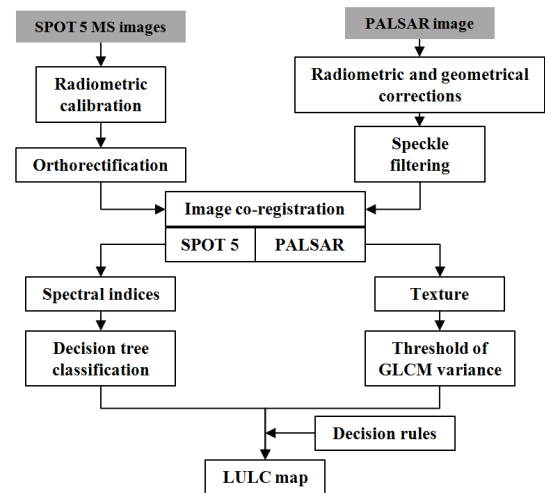 SPOT 5 MS images
PALSAR image
Radiometric
calibration
Radiometric and geometrical
corrections
Orthorectification
Speckle
filtering
Image co-registration
SPOT 5
PALSAR
Spectral indices
Texture
Decision tree
classification
Threshold of
GLCM variance
Decision rules
LULC map